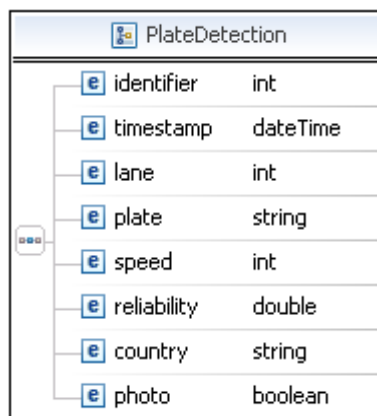 PlateDetection
e identifier int
e timestamp dateTime
e lane int
e plate string
e speed int
e reliability double
e country string
e photo boolean